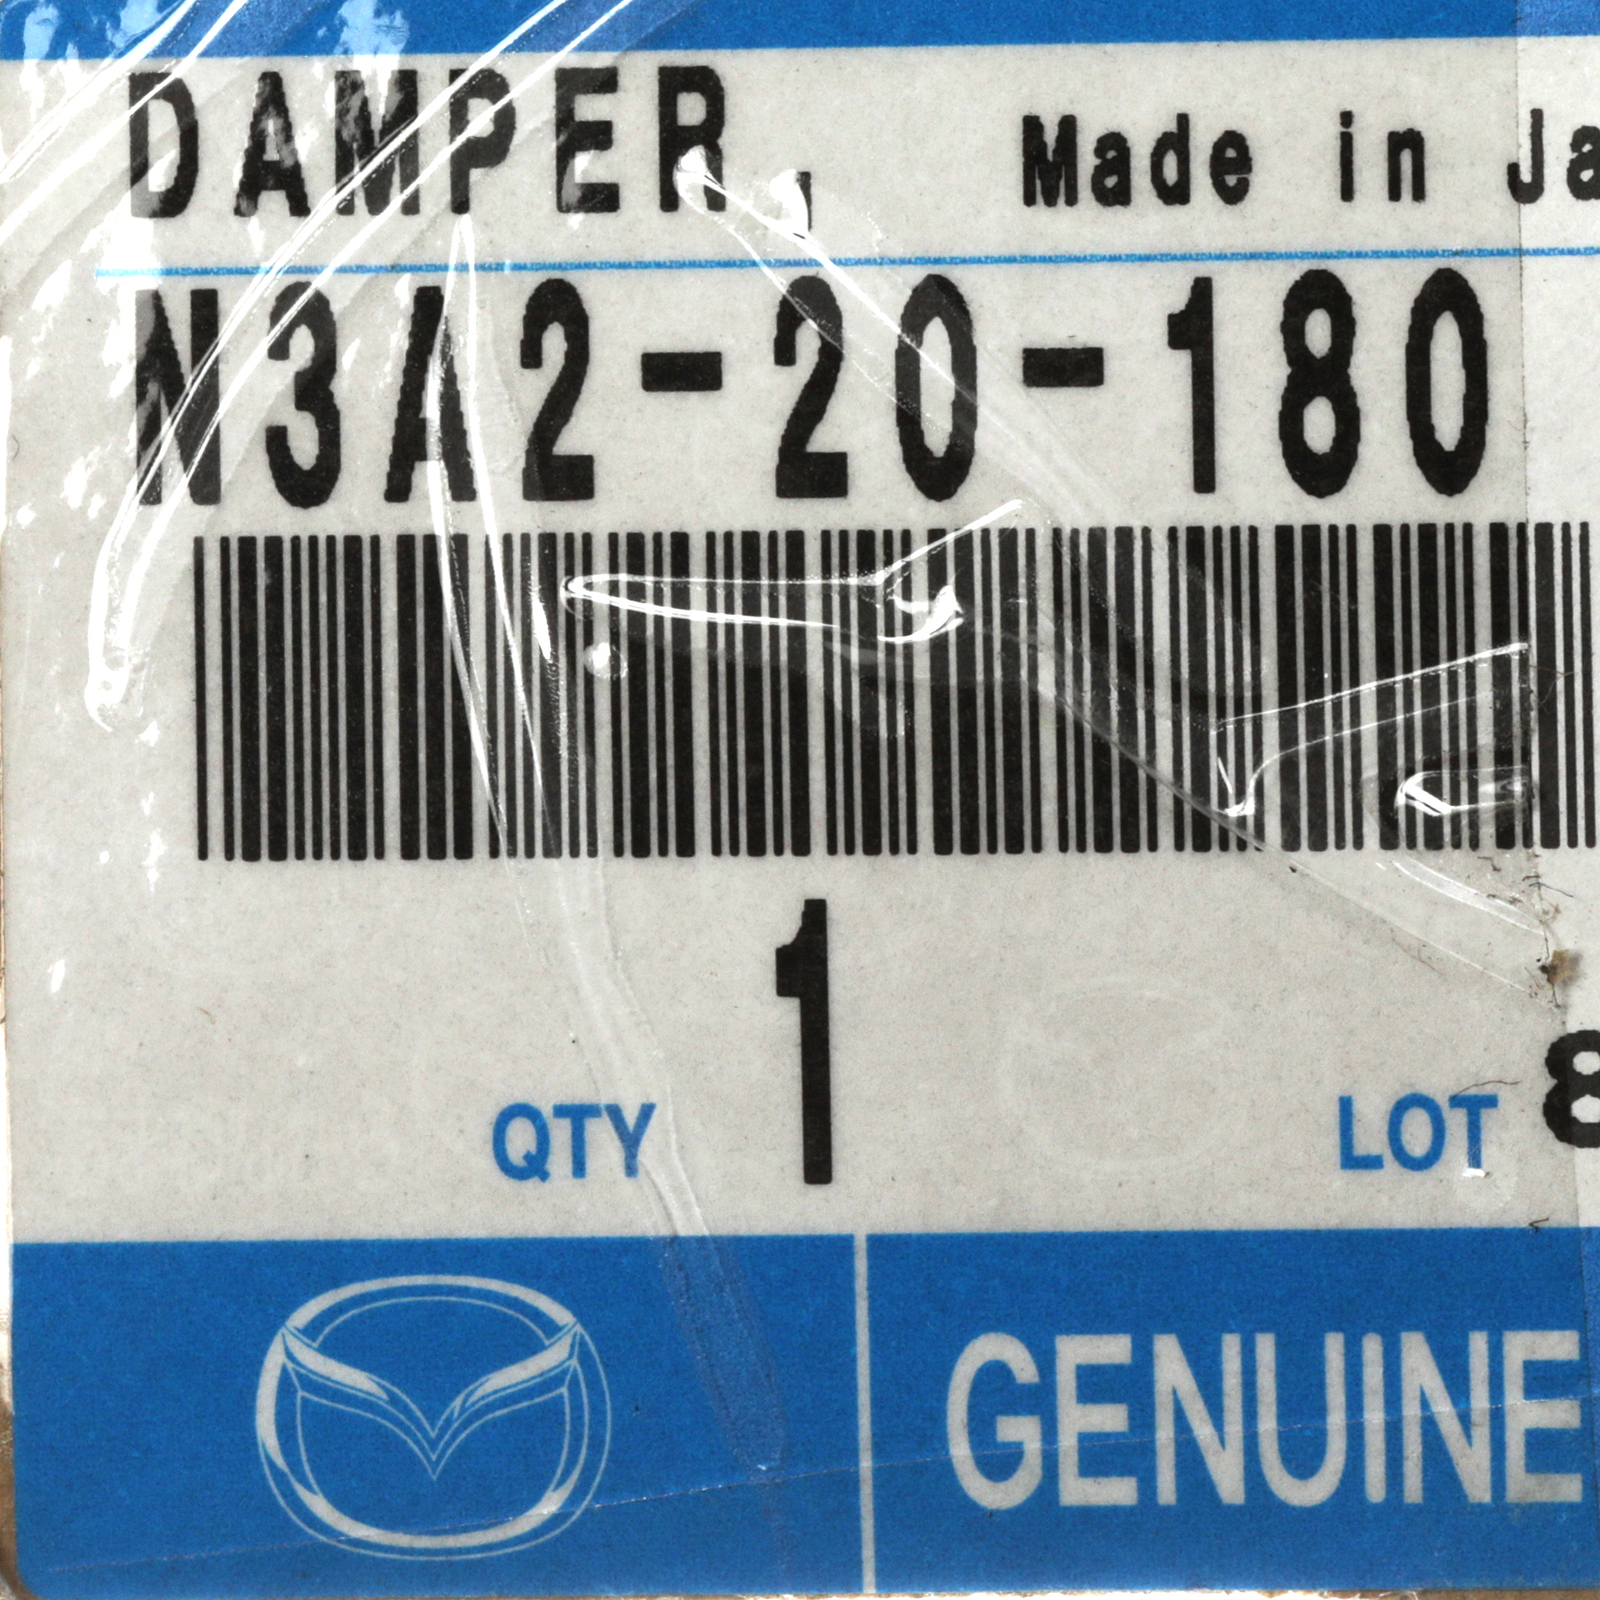 DAMPER, Made in Ja
N3A2-20-180
1
QTY LOT 8
GENUINE